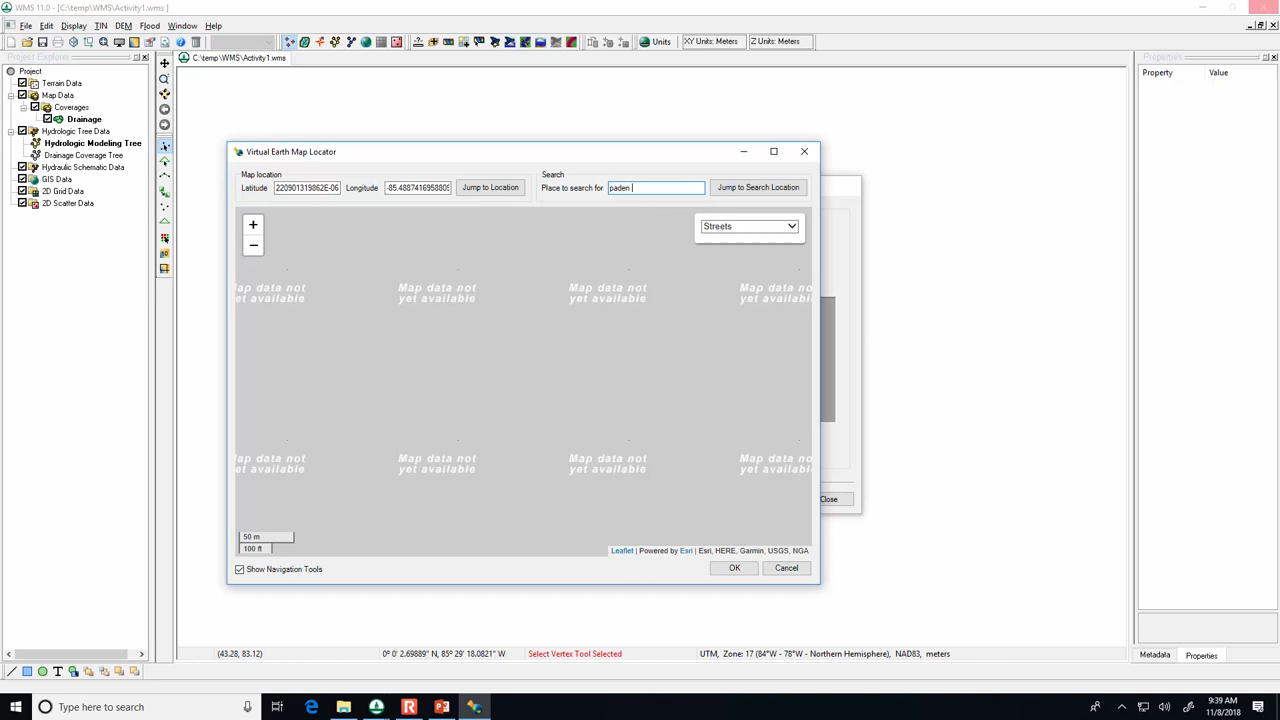 WMS 11.0 - [C:\temp\WMS\Activity1.wms ]
File Edit Display TIN DEM Flood Window Help
Units XY Units: Meters Z Units: Meters
Project Explorer
C:\temp\WMS\Activity1.wms
Properties
Property Value
Project
Terrain Data
Map Data
Coverages
Drainage
Hydrologic Tree Data
Hydrologic Modeling Tree
Drainage Coverage Tree
Hydraulic Schematic Data
GIS Data
2D Grid Data
2D Scatter Data
Virtual Earth Map Locator
Map location Search
Latitude 220901319862E-06 Longitude -85.4887416958805 Jump to Location Place to search for paden Jump to Search Location
+
−
Streets
Map data not yet available
Map data not yet available
Map data not yet available
Map data not yet available
Map data not yet available
Map data not yet available
Map data not yet available
Map data not yet available
50 m
100 ft
Leaflet | Powered by Esri | Esri, HERE, Garmin, USGS, NGA
Show Navigation Tools OK Cancel
Close
(43.28, 83.12) 0º 0' 2.69889" N, 85º 29' 18.0821" W Select Vertex Tool Selected UTM, Zone: 17 (84°W - 78°W - Northern Hemisphere), NAD83, meters
Metadata Properties
Type here to search
9:39 AM
11/8/2018